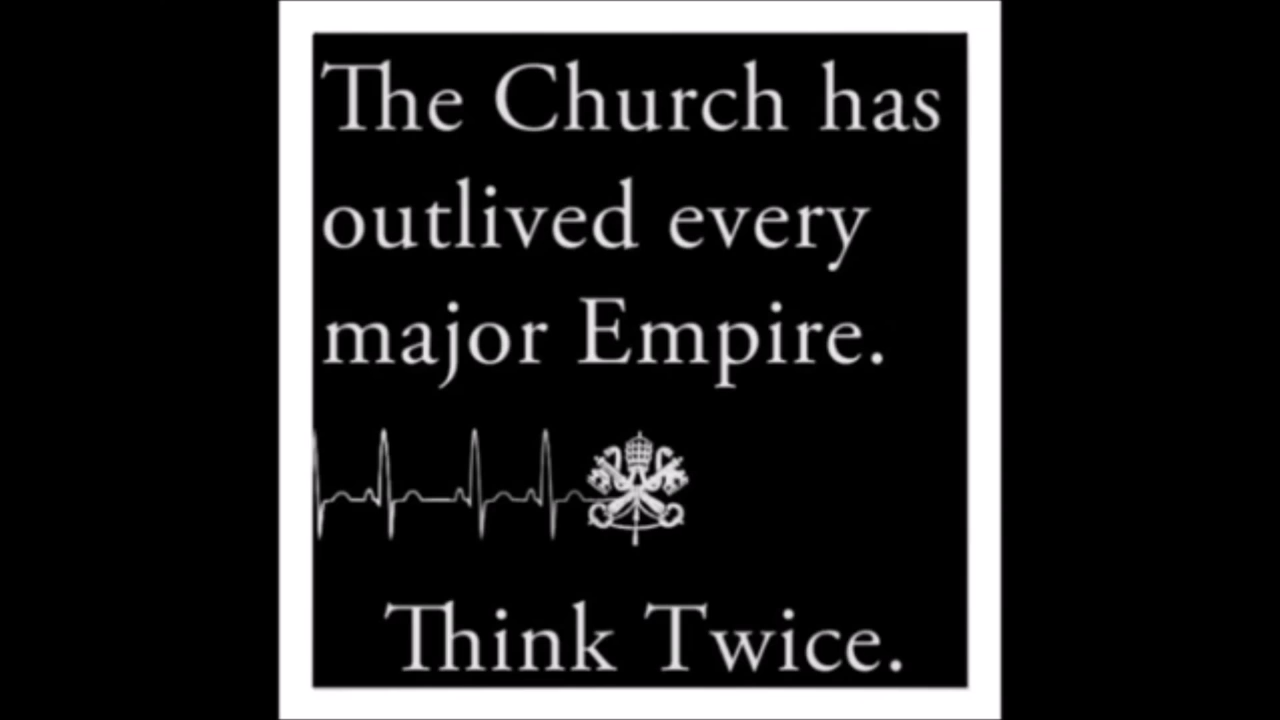 The Church has
outlived every
major Empire.
Think Twice.